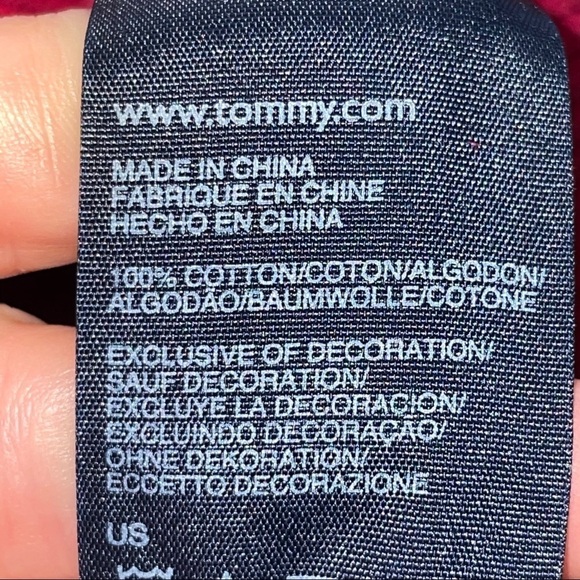 www.tommy.com
MADE IN CHINA
FABRIQUE EN CHINE
HECHO EN CHINA
100% COTTON/COTON/ALGODON/
ALGODÃO/BAUMWOLLE/COTONE
EXCLUSIVE OF DECORATION/
SAUF DECORATION/
EXCLUYE LA DECORACION/
EXCLUINDO DECORAÇÃO/
OHNE DEKORATION/
ECCETTO DECORAZIONE
US